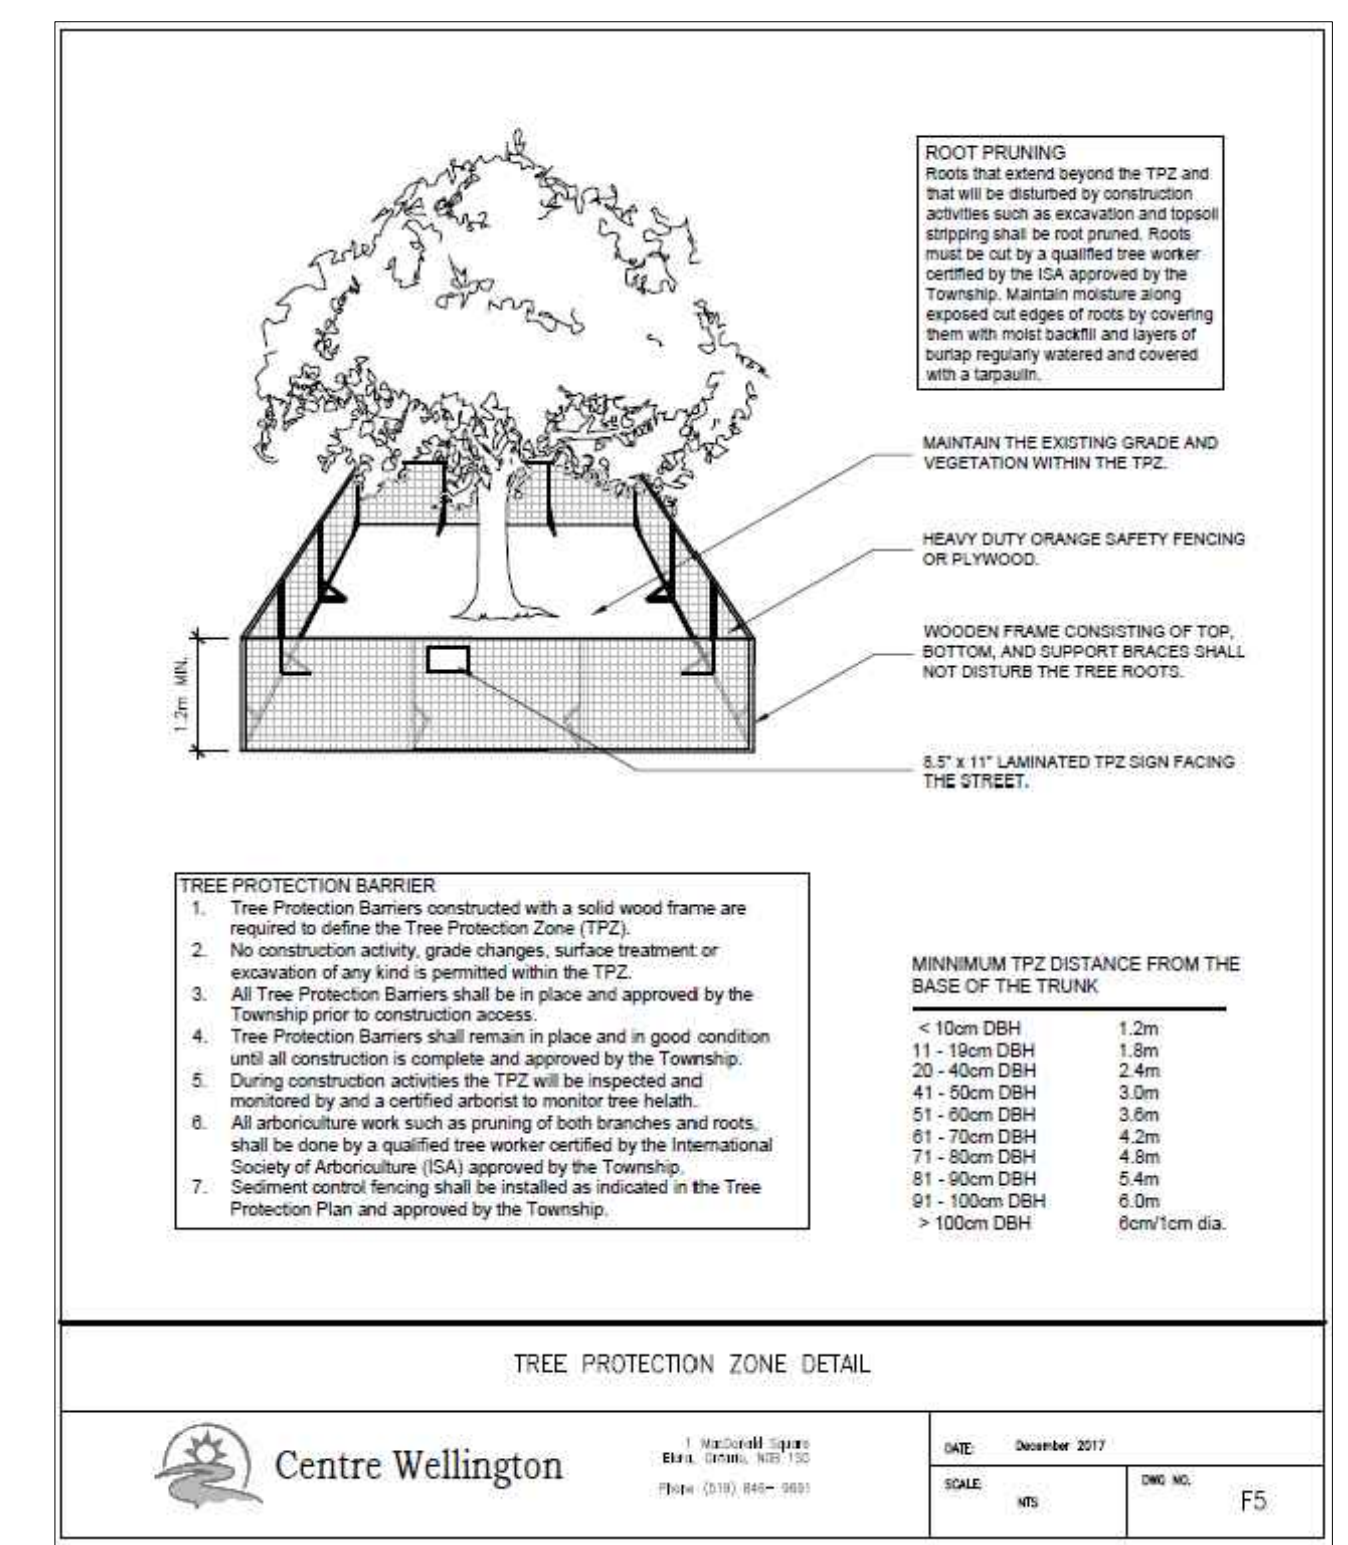 ROOT PRUNING
Roots that extend beyond the TPZ and
that will be disturbed by construction
activities such as excavation and topsoil
stripping shall be root pruned. Roots
must be cut by a qualified tree worker
certified by the ISA approved by the
Township. Maintain moisture along
exposed cut edges of roots by covering
them with moist backfill and layers of
burlap regularly watered and covered
with a tarpaulin.
MAINTAIN THE EXISTING GRADE AND
VEGETATION WITHIN THE TPZ.
HEAVY DUTY ORANGE SAFETY FENCING
OR PLYWOOD.
WOODEN FRAME CONSISTING OF TOP,
BOTTOM, AND SUPPORT BRACES SHALL
NOT DISTURB THE TREE ROOTS.
1.2m MIN.
8.5" x 11" LAMINATED TPZ SIGN FACING
THE STREET.
TREE PROTECTION BARRIER
1. Tree Protection Barriers constructed with a solid wood frame are
required to define the Tree Protection Zone (TPZ).
2. No construction activity, grade changes, surface treatment or
excavation of any kind is permitted within the TPZ.
3. All Tree Protection Barriers shall be in place and approved by the
Township prior to construction access.
4. Tree Protection Barriers shall remain in place and in good condition
until all construction is complete and approved by the Township.
5. During construction activities the TPZ will be inspected and
monitored by and a certified arborist to monitor tree helath.
6. All arboriculture work such as pruning of both branches and roots,
shall be done by a qualified tree worker certified by the International
Society of Arboriculture (ISA) approved by the Township.
7. Sediment control fencing shall be installed as indicated in the Tree
Protection Plan and approved by the Township.
MINNIMUM TPZ DISTANCE FROM THE
BASE OF THE TRUNK
< 10cm DBH 1.2m
11 - 19cm DBH 1.8m
20 - 40cm DBH 2.4m
41 - 50cm DBH 3.0m
51 - 60cm DBH 3.6m
61 - 70cm DBH 4.2m
71 - 80cm DBH 4.8m
81 - 90cm DBH 5.4m
91 - 100cm DBH 6.0m
> 100cm DBH 6cm/1cm dia.
TREE PROTECTION ZONE DETAIL
Centre Wellington
1 MacDonald Square
Elora, Ontario, N0B 1S0
Phone (519) 846- 9691
DATE: December 2017
SCALE: NTS
DWG NO. F5